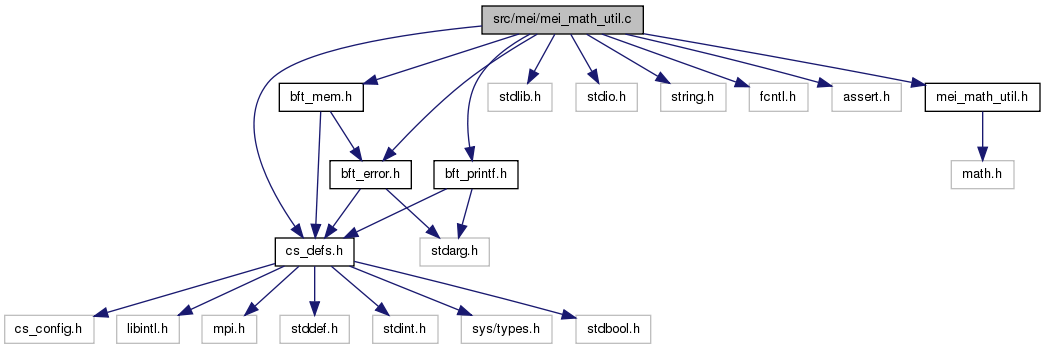 src/mei/mei_math_util.c
bft_mem.h
stdlib.h
stdio.h
string.h
fcntl.h
assert.h
mei_math_util.h
bft_error.h
bft_printf.h
math.h
cs_defs.h
stdarg.h
cs_config.h
libintl.h
mpi.h
stddef.h
stdint.h
sys/types.h
stdbool.h